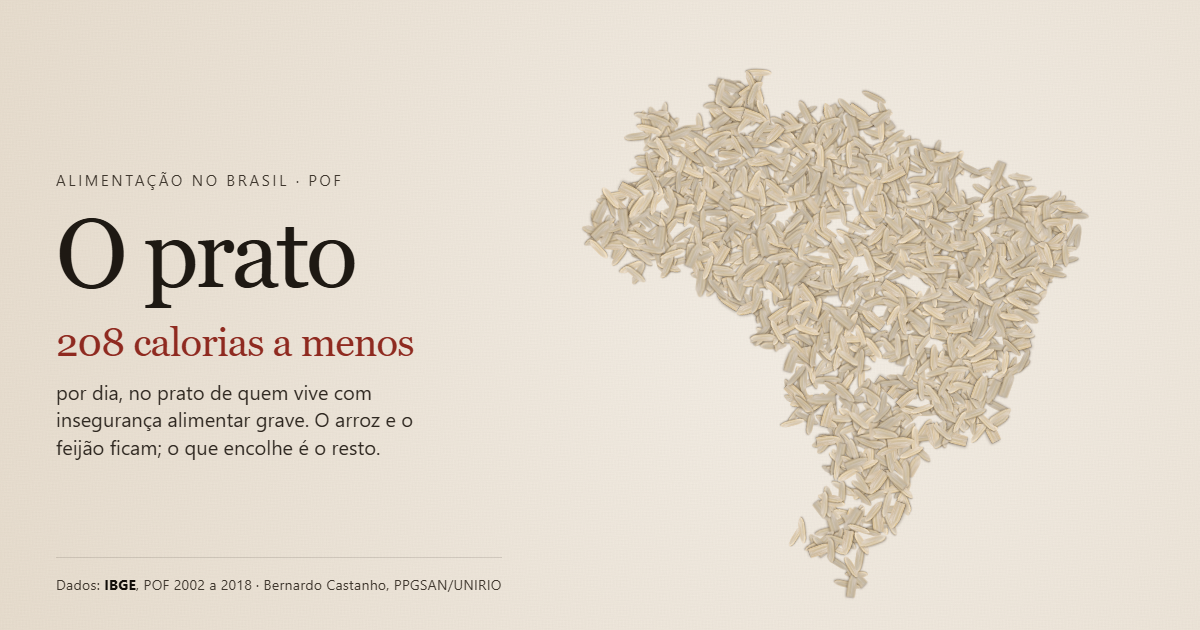 ALIMENTAÇÃO NO BRASIL · POF
O prato
208 calorias a menos
por dia, no prato de quem vive com
insegurança alimentar grave. O arroz e o
feijão ficam; o que encolhe é o resto.
Dados: IBGE, POF 2002 a 2018 · Bernardo Castanho, PPGSAN/UNIRIO